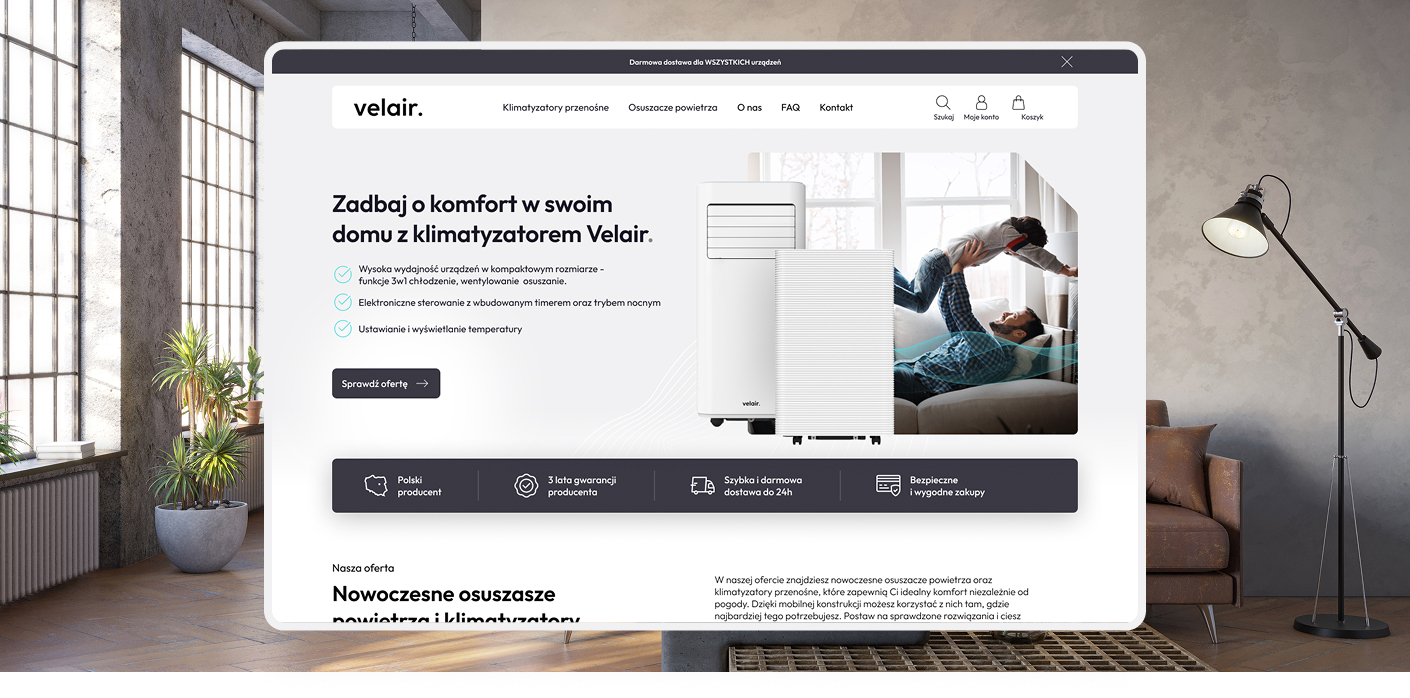 Darmowa dostawa dla WSZYSTKICH urządzeń
velair.
Klimatyzatory przenośne
Osuszacze powietrza
O nas
FAQ
Kontakt
Szukaj
Moje konto
Koszyk
Zadbaj o komfort w swoim
domu z klimatyzatorem Velair.
Wysoka wydajność urządzeń w kompaktowym rozmiarze -
funkcje 3w1 chłodzenie, wentylowanie osuszanie.
Elektroniczne sterowanie z wbudowanym timerem oraz trybem nocnym
Ustawianie i wyświetlanie temperatury
Sprawdź ofertę
velair.
Polski
producent
3 lata gwarancji
producenta
Szybka i darmowa
dostawa do 24h
Bezpieczne
i wygodne zakupy
Nasza oferta
Nowoczesne osuszasze
powietrza i klimatyzatory
W naszej ofercie znajdziesz nowoczesne osuszacze powietrza oraz
klimatyzatory przenośne, które zapewnią Ci idealny komfort niezależnie od
pogody. Dzięki mobilnej konstrukcji możesz korzystać z nich tam, gdzie
najbardziej tego potrzebujesz. Postaw na sprawdzone rozwiązania i ciesz